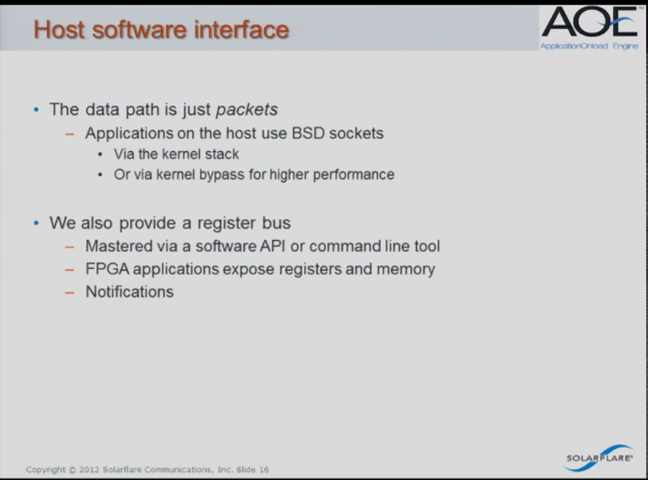 Host software interface
AOE
ApplicationOnload Engine
• The data path is just packets
– Applications on the host use BSD sockets
• Via the kernel stack
• Or via kernel bypass for higher performance
• We also provide a register bus
– Mastered via a software API or command line tool
– FPGA applications expose registers and memory
– Notifications
Copyright © 2012 Solarflare Communications, Inc. Slide 16
SOLARFLARE®